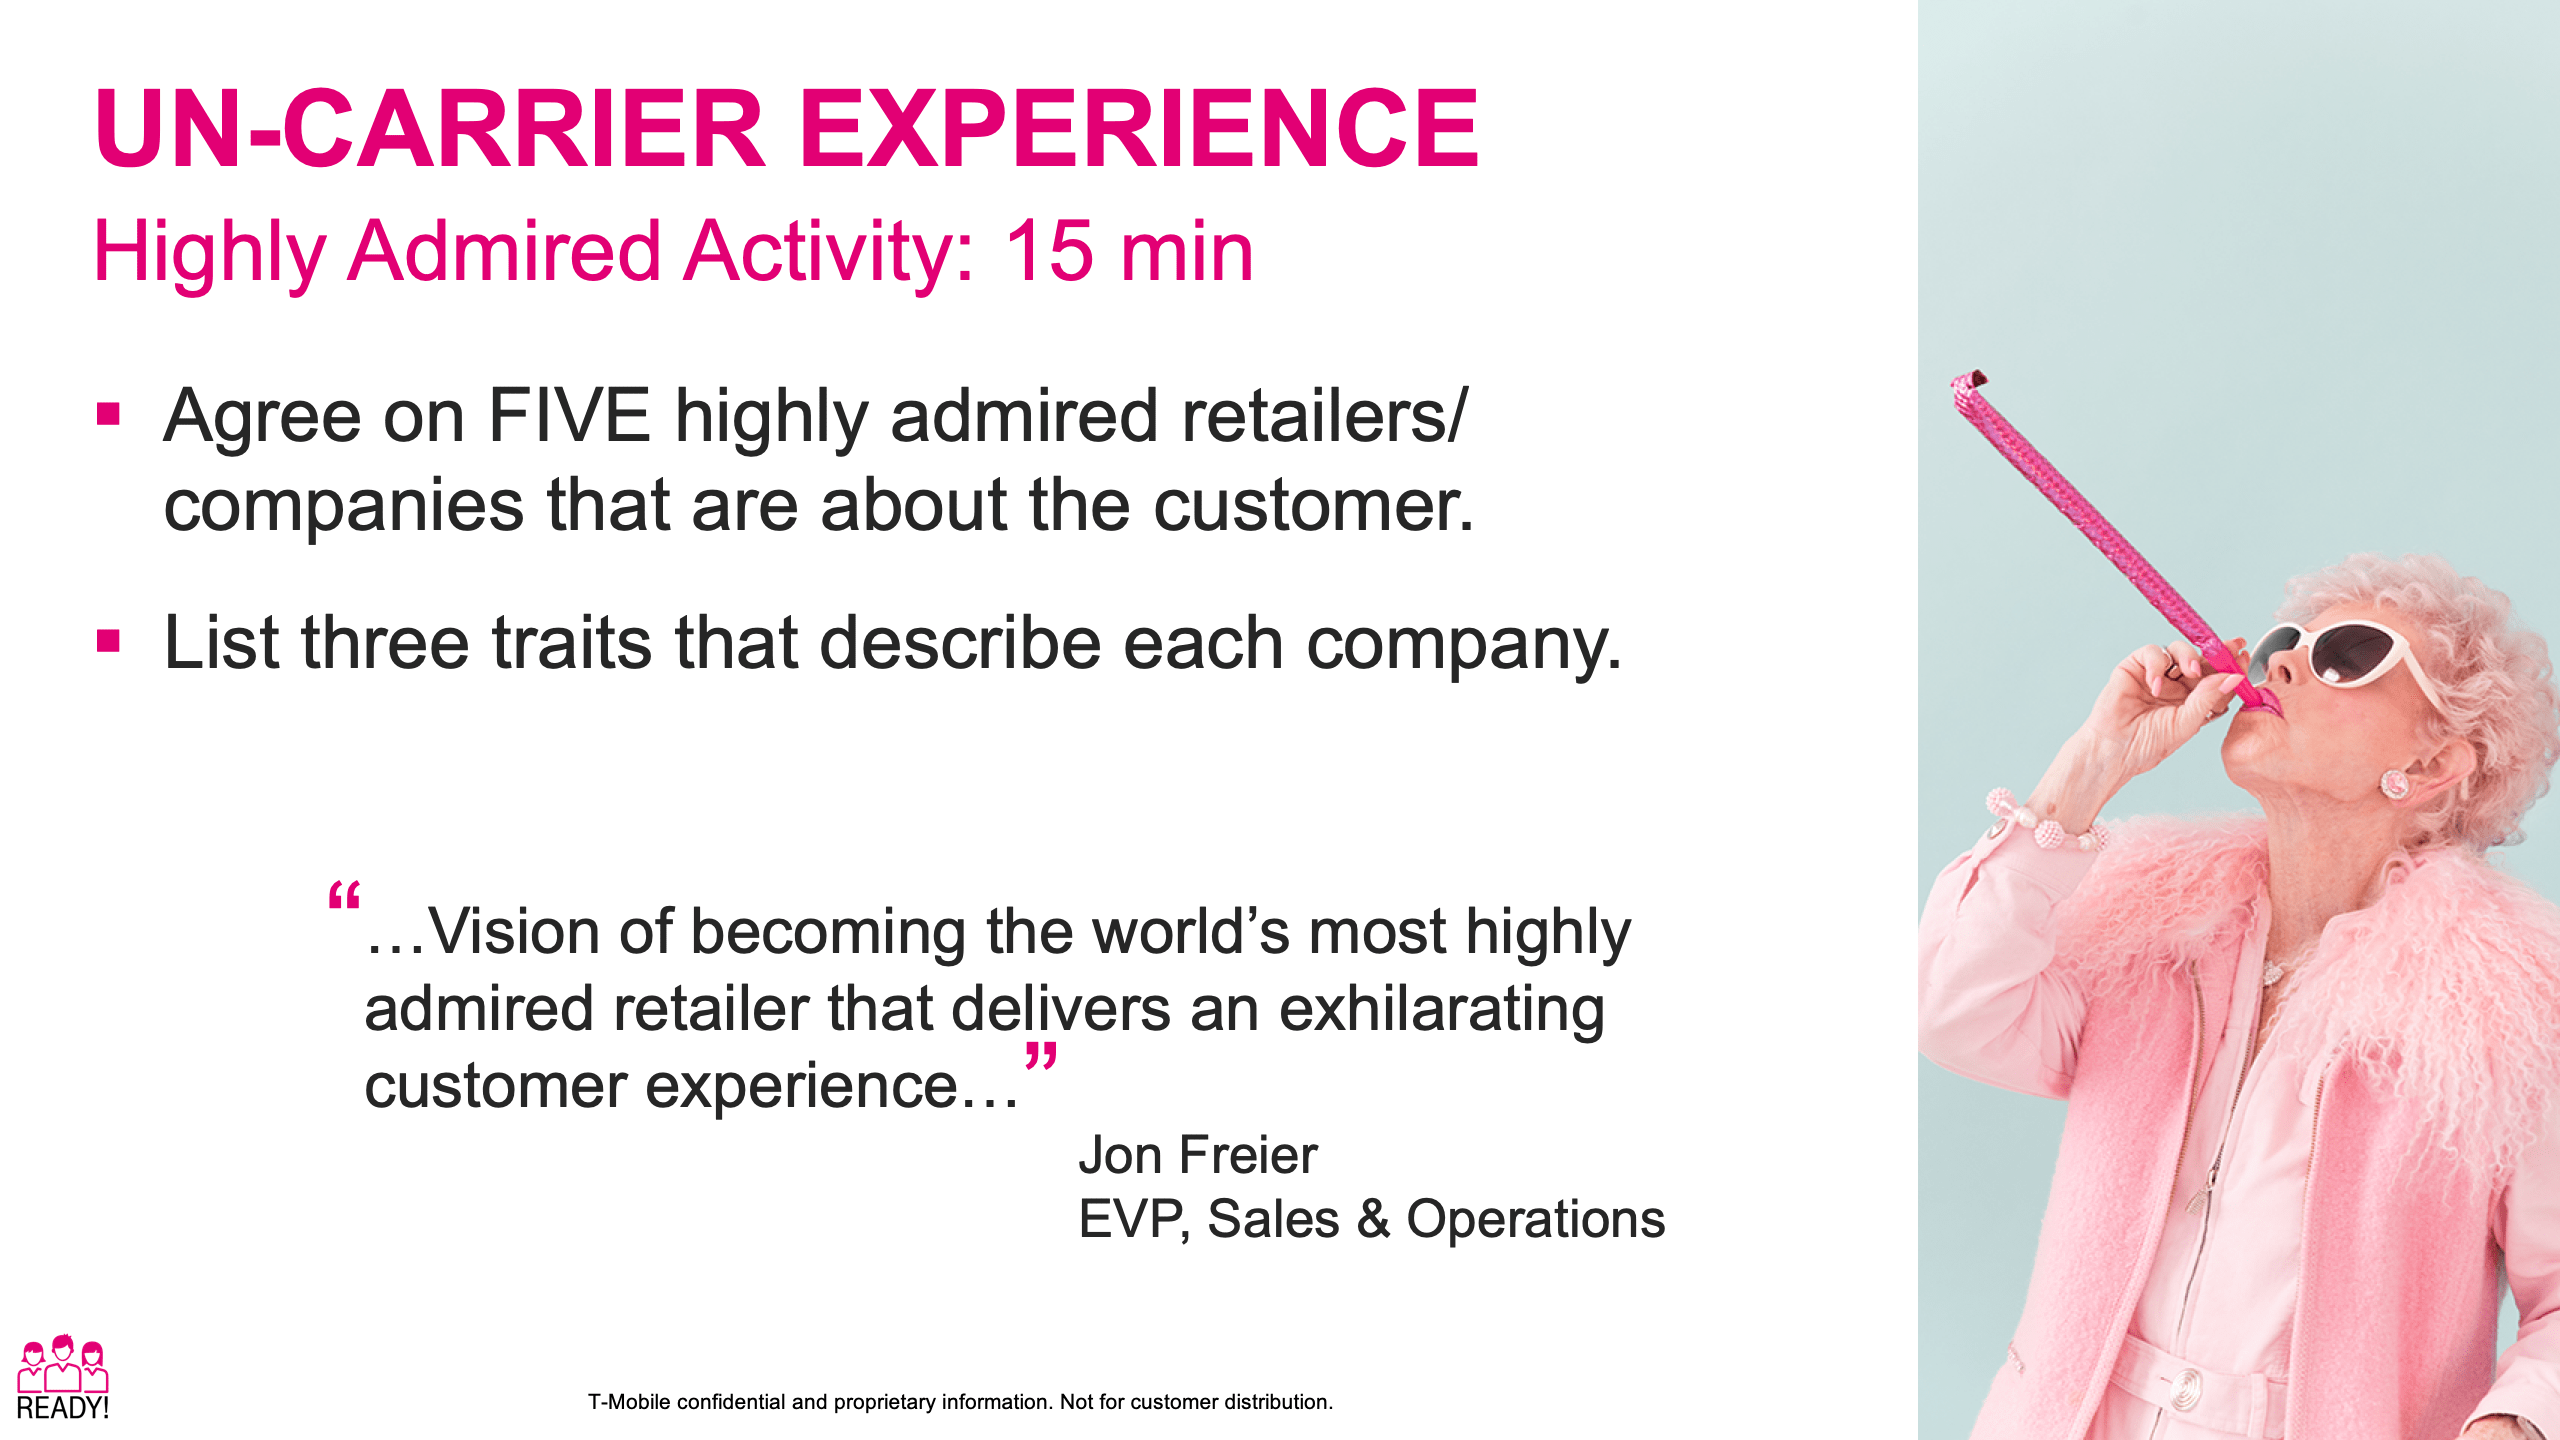 UN-CARRIER EXPERIENCE
Highly Admired Activity: 15 min
▪ Agree on FIVE highly admired retailers/
companies that are about the customer.
▪ List three traits that describe each company.
“…Vision of becoming the world’s most highly
admired retailer that delivers an exhilarating
customer experience…”
Jon Freier
EVP, Sales & Operations
READY!
T-Mobile confidential and proprietary information. Not for customer distribution.